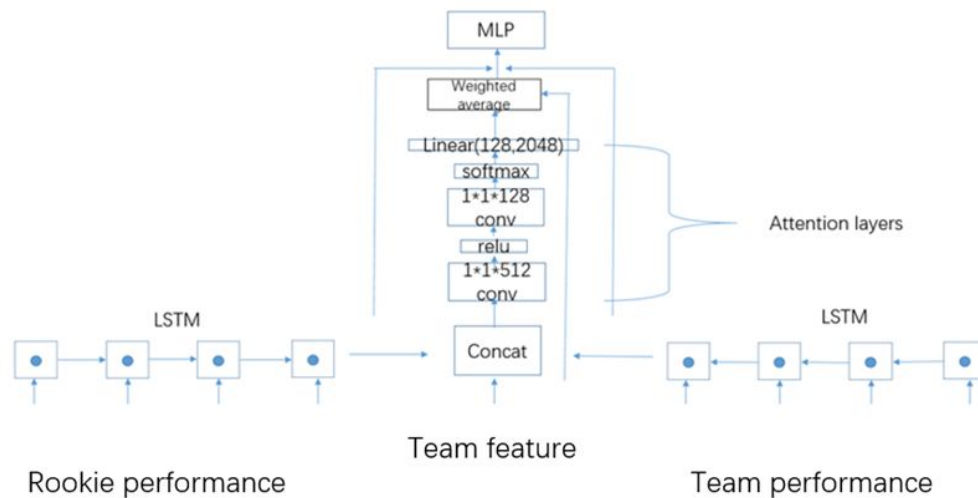 MLP
Weighted
average
Linear(128,2048)
softmax
1*1*128
conv
relu
1*1*512
conv
Attention layers
LSTM
LSTM
Concat
Team feature
Rookie performance
Team performance